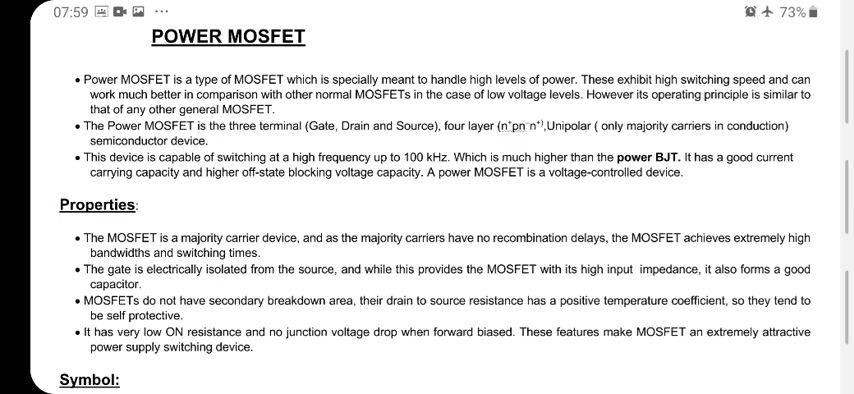 07:59 ...
73%
POWER MOSFET
• Power MOSFET is a type of MOSFET which is specially meant to handle high levels of power. These exhibit high switching speed and can
work much better in comparison with other normal MOSFETs in the case of low voltage levels. However its operating principle is similar to
that of any other general MOSFET.
• The Power MOSFET is the three terminal (Gate, Drain and Source), four layer (n⁺pn⁻n⁺),Unipolar ( only majority carriers in conduction)
semiconductor device.
• This device is capable of switching at a high frequency up to 100 kHz. Which is much higher than the power BJT. It has a good current
carrying capacity and higher off-state blocking voltage capacity. A power MOSFET is a voltage-controlled device.
Properties:
• The MOSFET is a majority carrier device, and as the majority carriers have no recombination delays, the MOSFET achieves extremely high
bandwidths and switching times.
• The gate is electrically isolated from the source, and while this provides the MOSFET with its high input impedance, it also forms a good
capacitor.
• MOSFETs do not have secondary breakdown area, their drain to source resistance has a positive temperature coefficient, so they tend to
be self protective.
• It has very low ON resistance and no junction voltage drop when forward biased. These features make MOSFET an extremely attractive
power supply switching device.
Symbol: